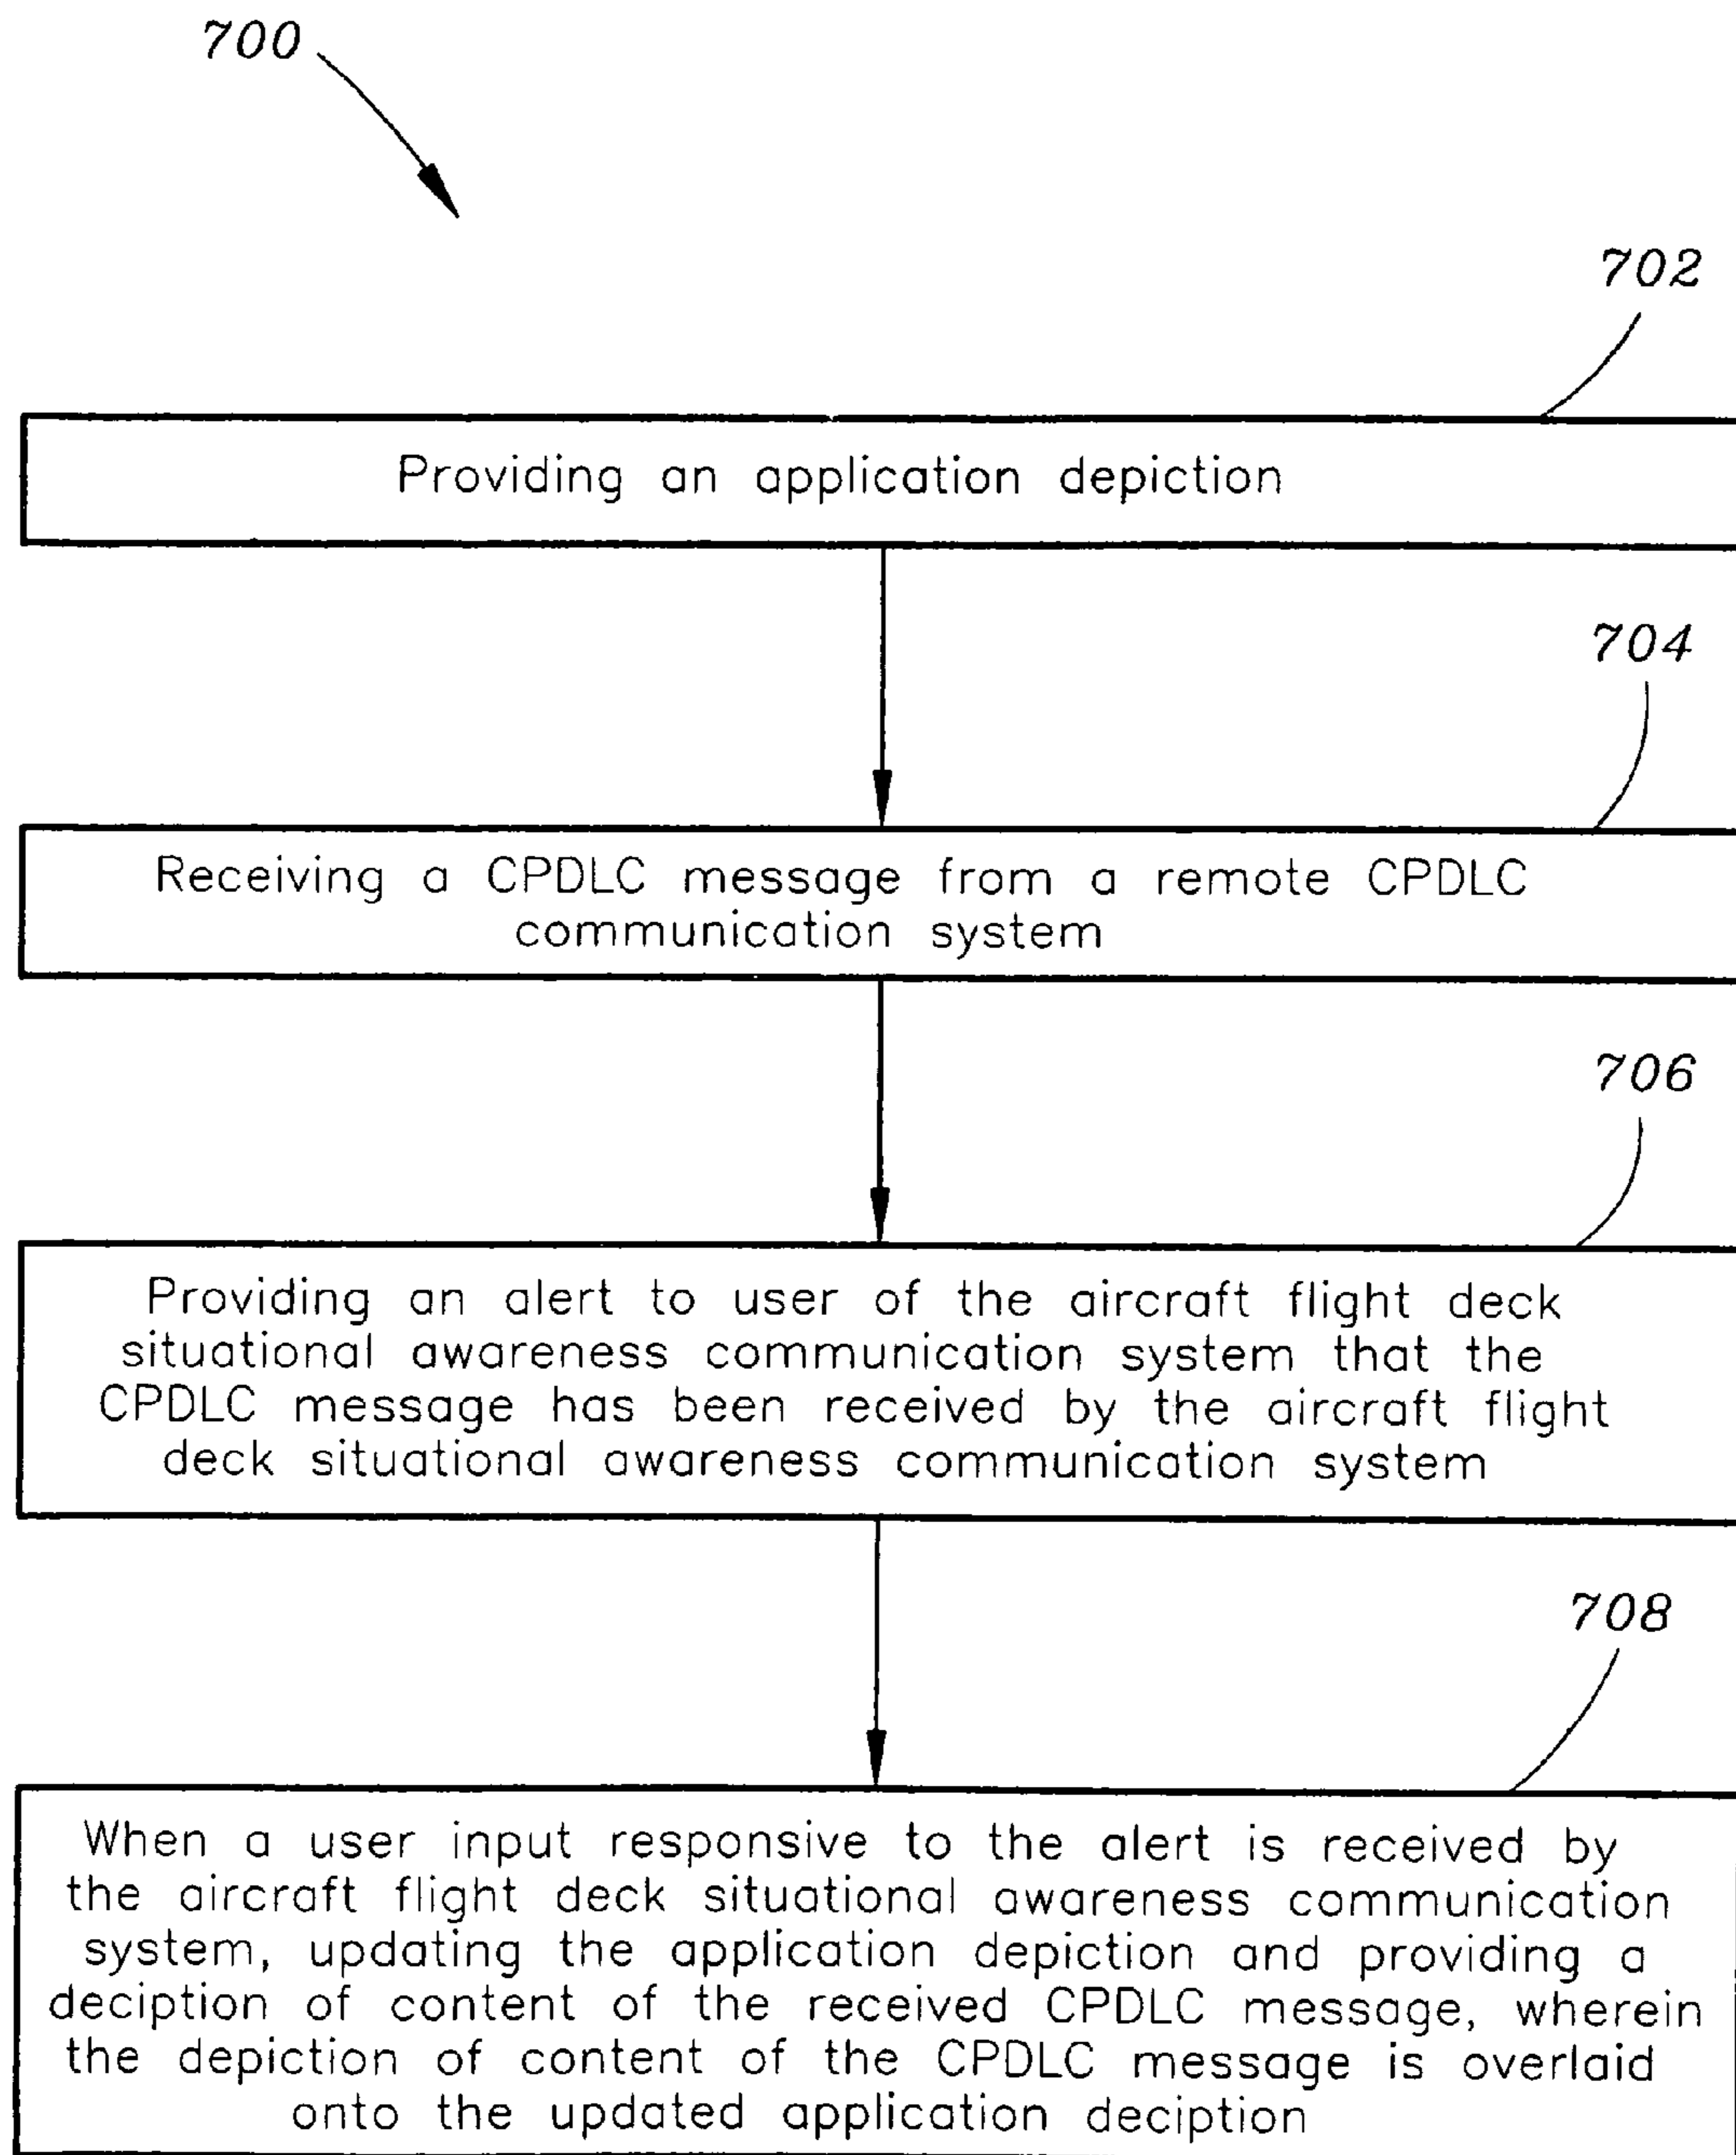 700
702
Providing an application depiction
704
Receiving a CPDLC message from a remote CPDLC
communication system
706
Providing an alert to user of the aircraft flight deck
situational awareness communication system that the
CPDLC message has been received by the aircraft flight
deck situational awareness communication system
708
When a user input responsive to the alert is received by
the aircraft flight deck situational awareness communication
system, updating the application depiction and providing a
deciption of content of the received CPDLC message, wherein
the depiction of content of the CPDLC message is overlaid
onto the updated application deciption